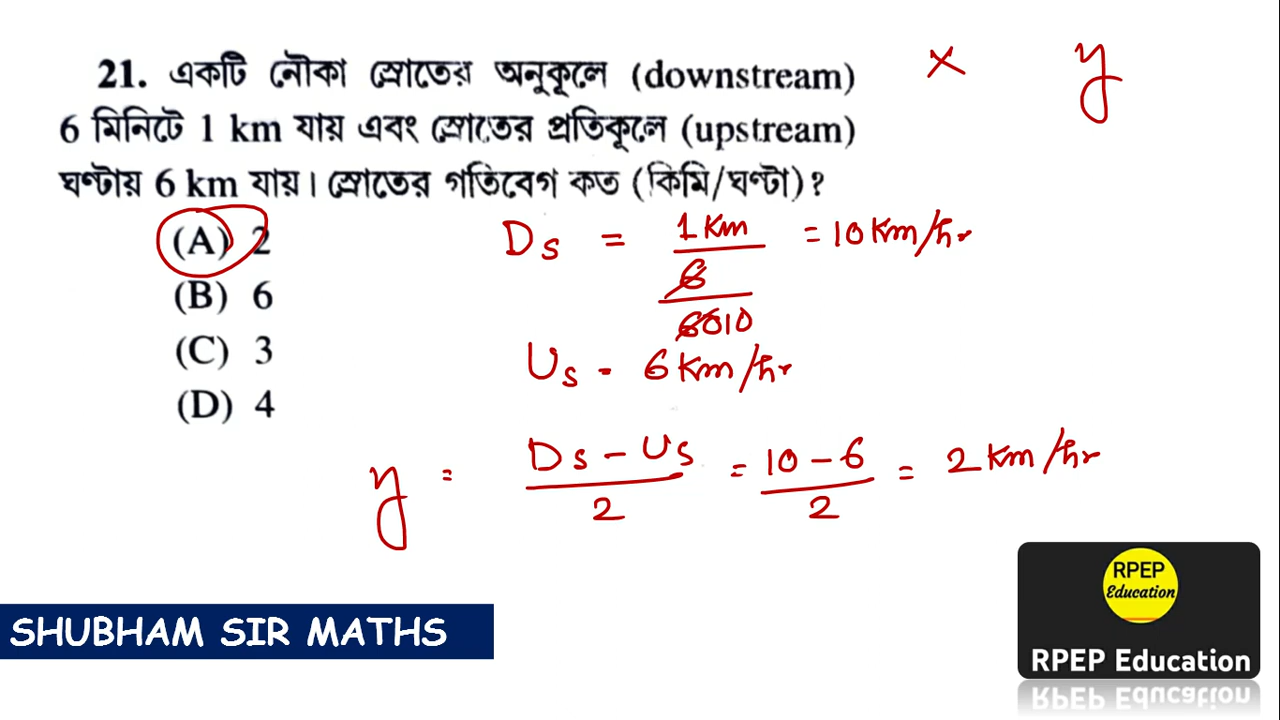 21. একটি নৌকা স্রোতের অনুকূলে (downstream)
6 মিনিটে 1 km যায় এবং স্রোতের প্রতিকূলে (upstream)
ঘণ্টায় 6 km যায়। স্রোতের গতিবেগ কত (কিমি/ঘণ্টা)?
x y
(A) 2
(B) 6
(C) 3
(D) 4
Ds = 1 Km / 6 / 60 10 = 10 Km/hr
Us = 6 Km/hr
y = Ds - Us / 2 = 10 - 6 / 2 = 2 Km/hr
SHUBHAM SIR MATHS
RPEP
Education
RPEP Education